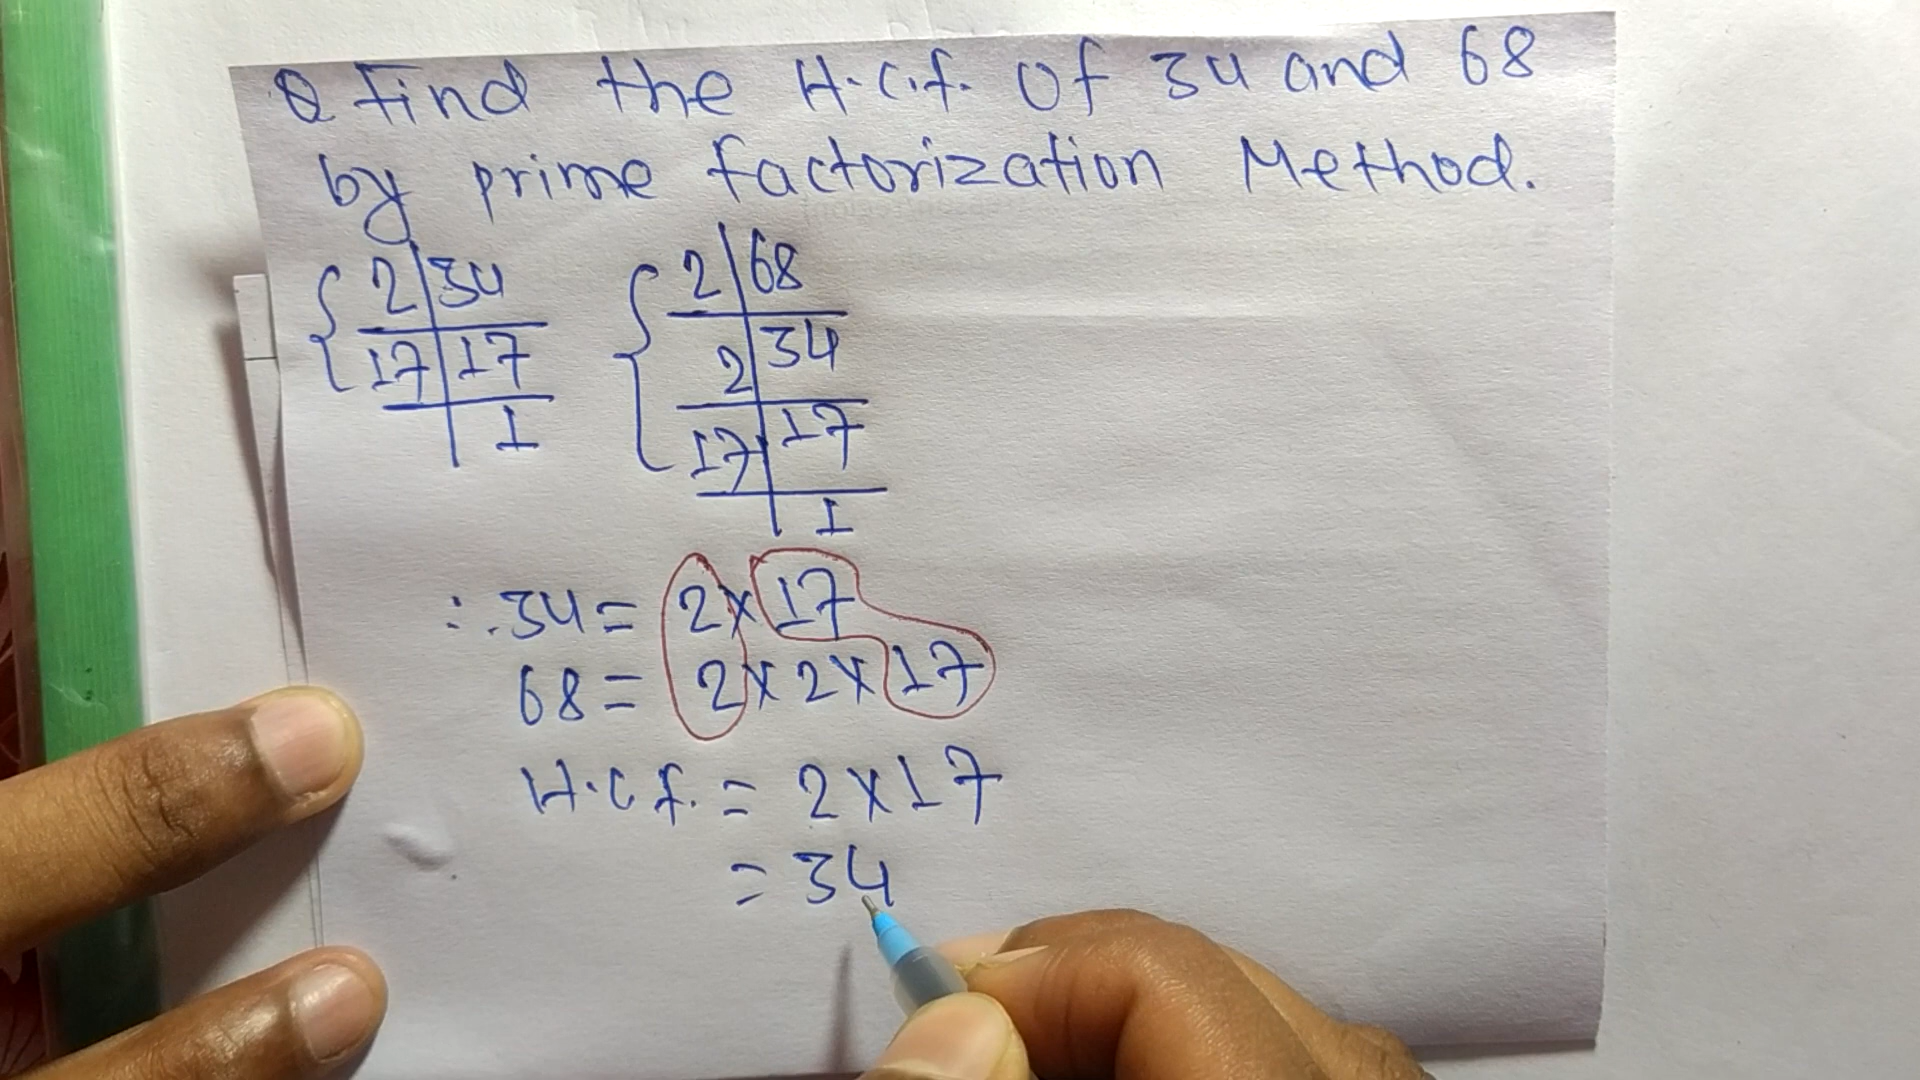 Q Find the H.C.f. Of 34 and 68
by prime factorization Method.
2 34
17 17
1
2 68
2 34
17 17
1
∴ 34 = 2 × 17
68 = 2 × 2 × 17
H.C.f. = 2 × 17
= 34